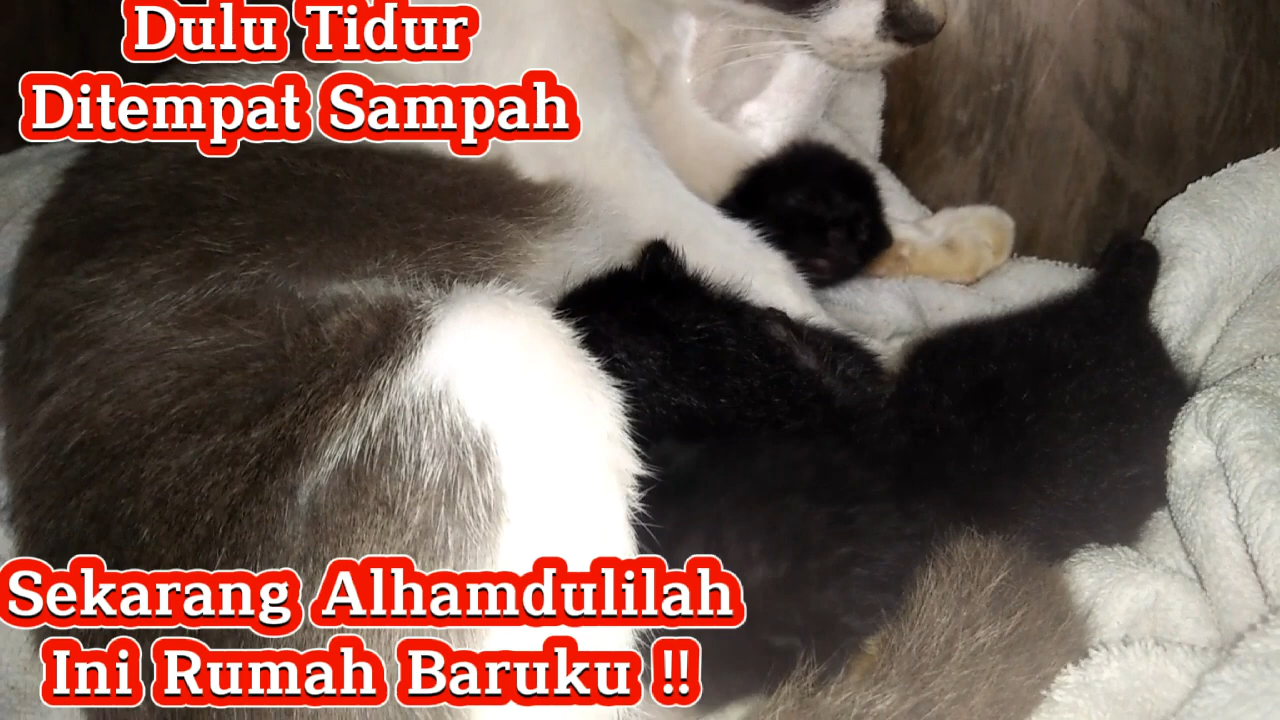 Dulu Tidur
Ditempat Sampah
Sekarang Alhamdulilah
Ini Rumah Baruku !!